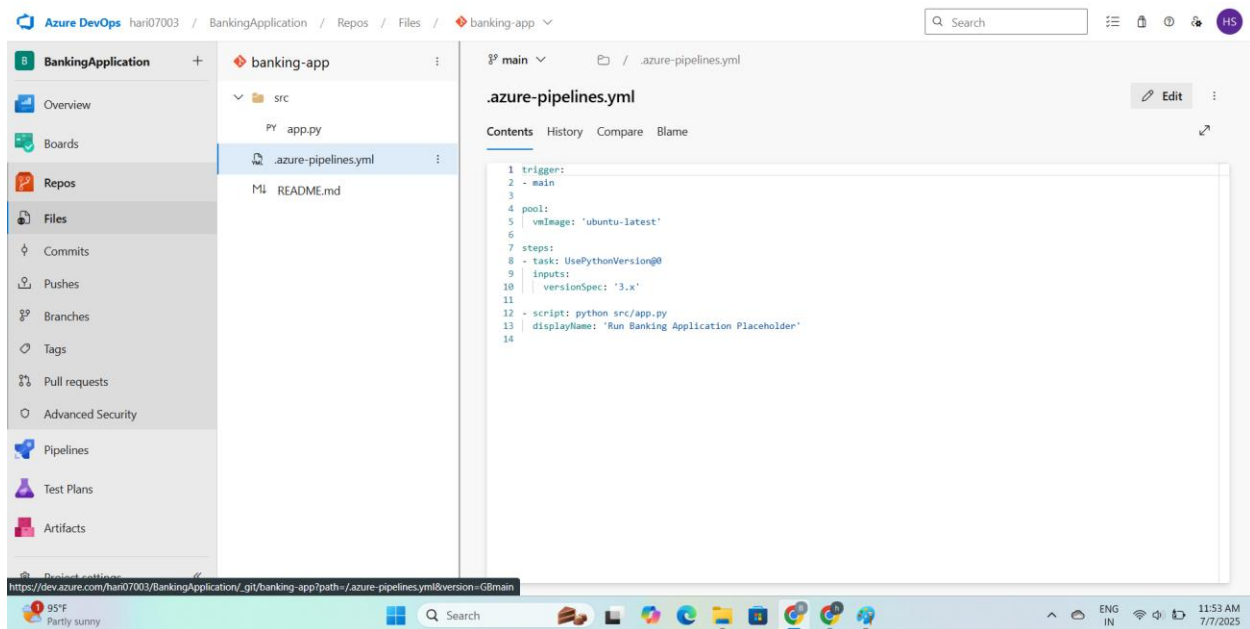 Azure DevOps hari07003 / BankingApplication / Repos / Files / banking-app
Search
HS
B BankingApplication +
Overview
Boards
Repos
Files
Commits
Pushes
Branches
Tags
Pull requests
Advanced Security
Pipelines
Test Plans
Artifacts
Project settings
banking-app
src
PY app.py
.azure-pipelines.yml
M↓ README.md
main / .azure-pipelines.yml
.azure-pipelines.yml
Edit
Contents History Compare Blame
1 trigger:
2 - main
3
4 pool:
5 vmImage: 'ubuntu-latest'
6
7 steps:
8 - task: UsePythonVersion@0
9 inputs:
10 versionSpec: '3.x'
11
12 - script: python src/app.py
13 displayName: 'Run Banking Application Placeholder'
14
https://dev.azure.com/hari07003/BankingApplication/_git/banking-app?path=/.azure-pipelines.yml&version=GBmain
1
95°F
Partly sunny
Search
ENG
IN
11:53 AM
7/7/2025